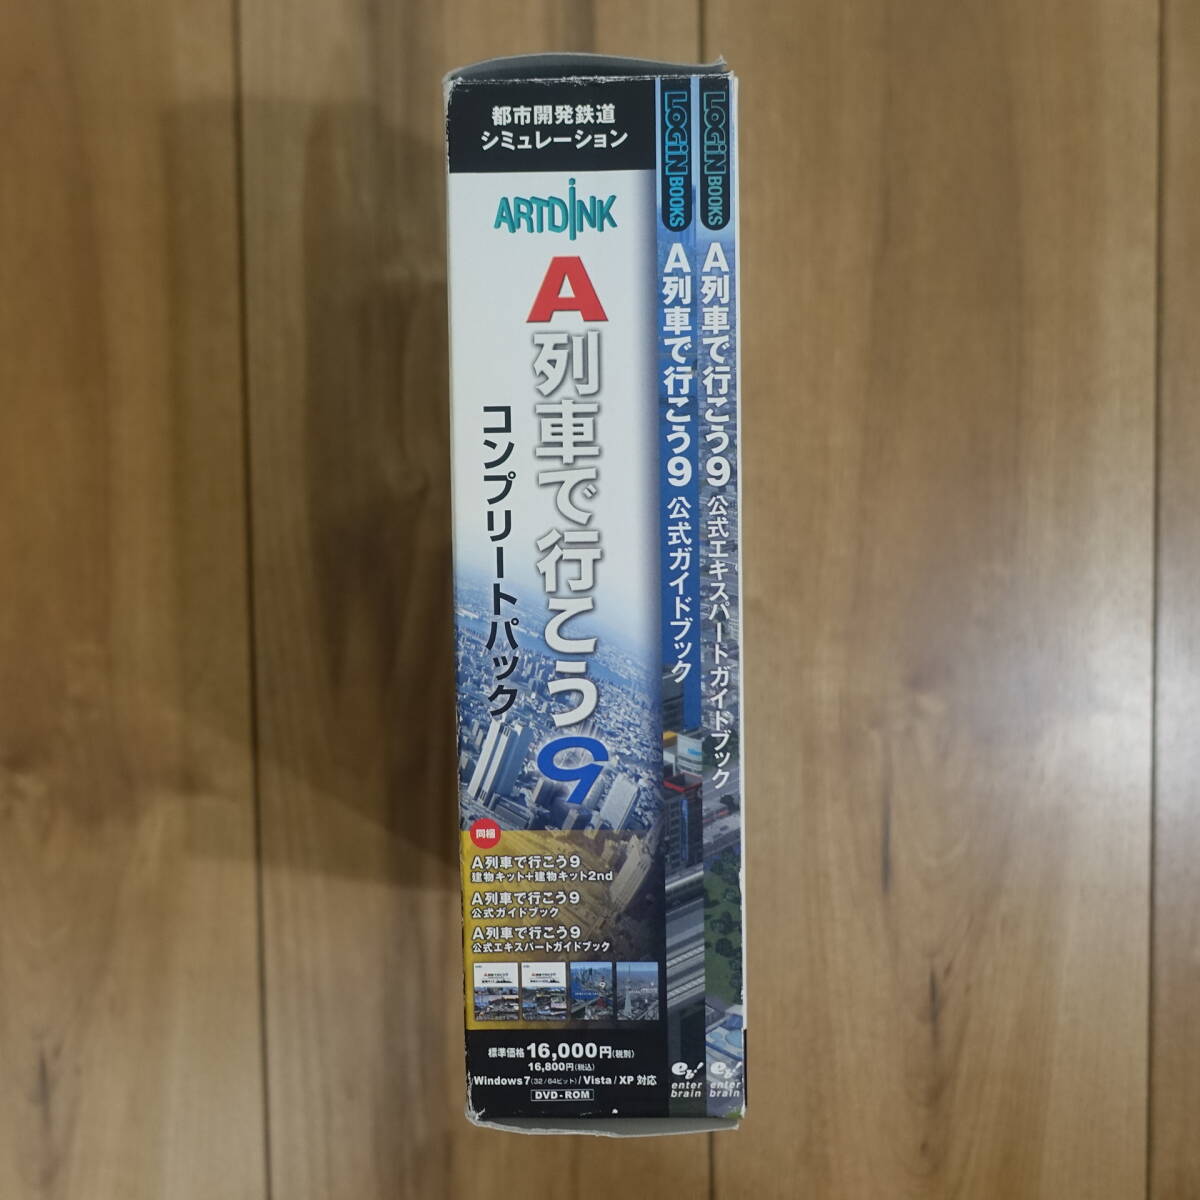 都市開発鉄道
シミュレーション
ARTDINK
A列車で行こう9
コンプリートパック
同梱
A列車で行こう9
建物キット+建物キット2nd
A列車で行こう9
公式ガイドブック
A列車で行こう9
公式エキスパートガイドブック
標準価格16,000円(税別)
16,800円(税込)
Windows7(32/64ビット)/Vista/XP対応
DVD-ROM
LOGiN BOOKS
A列車で行こう9 公式ガイドブック
eb!
enter
brain
LOGiN BOOKS
A列車で行こう9 公式エキスパートガイドブック
eb!
enter
brain